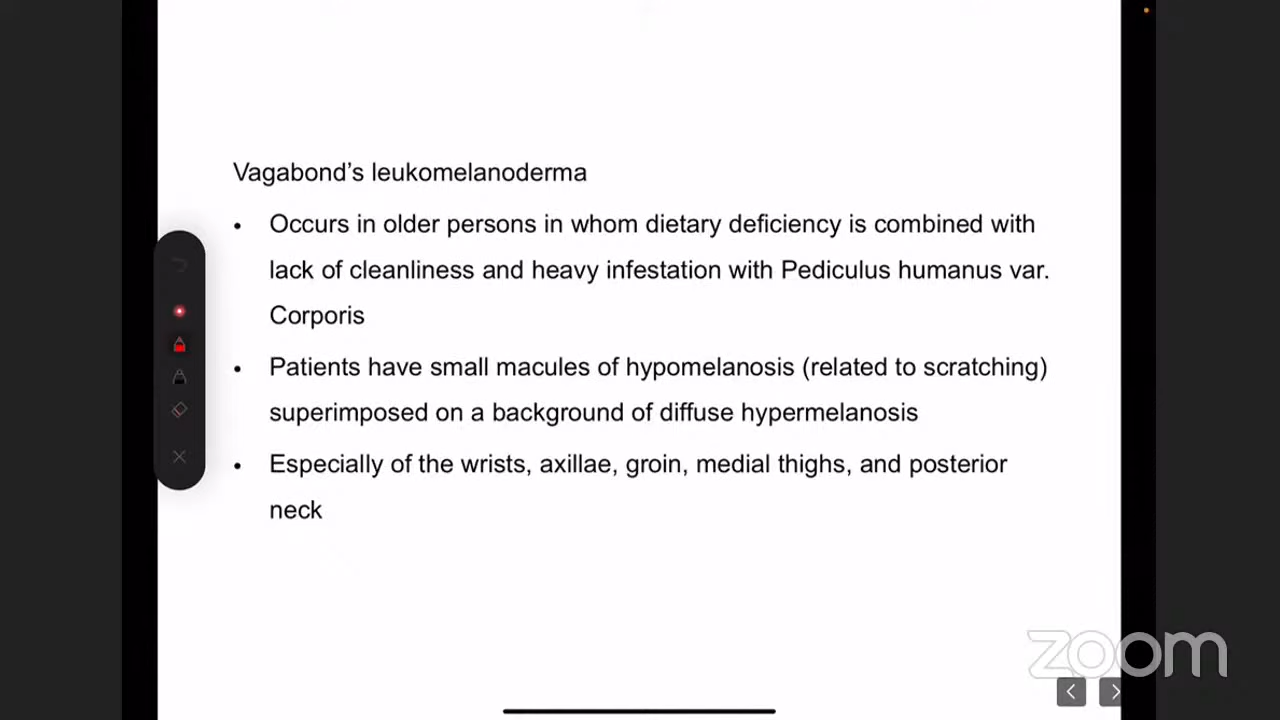 Vagabond’s leukomelanoderma
• Occurs in older persons in whom dietary deficiency is combined with
lack of cleanliness and heavy infestation with Pediculus humanus var.
Corporis
• Patients have small macules of hypomelanosis (related to scratching)
superimposed on a background of diffuse hypermelanosis
• Especially of the wrists, axillae, groin, medial thighs, and posterior
neck
zoom